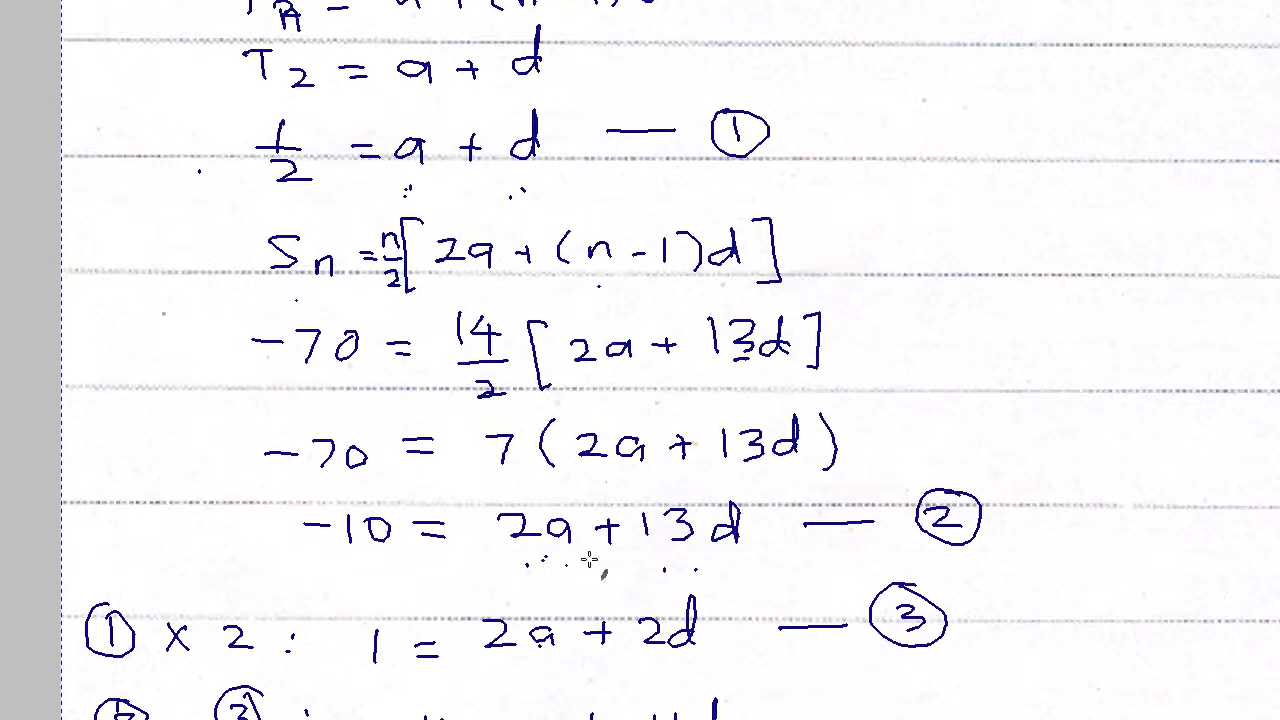 T₂ = a + d
1/2 = a + d — ①
Sn = n/2 [2a + (n - 1)d]
-70 = 14/2 [2a + 13d]
-70 = 7(2a + 13d)
-10 = 2a + 13d — ②
① × 2 : 1 = 2a + 2d — ③